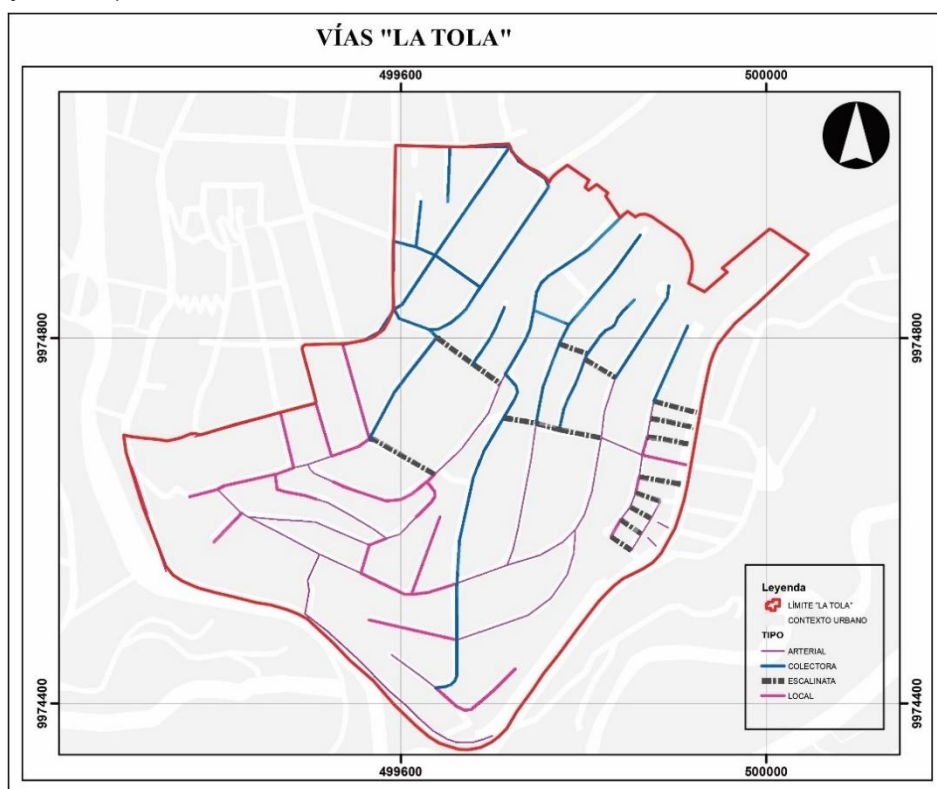 VÍAS "LA TOLA"
499600
500000
9974800
9974800
9974400
9974400
Leyenda
LÍMITE "LA TOLA"
CONTEXTO URBANO
TIPO
ARTERIAL
COLECTORA
ESCALINATA
LOCAL
499600
500000